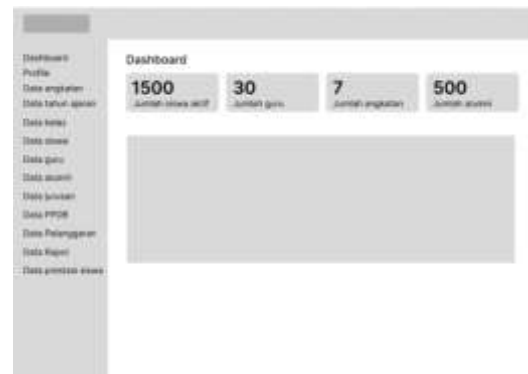 Dashboard
Profile
Data angkatan
Data tahun ajaran
Data kelas
Data siswa
Data guru
Data alumni
Data jurusan
Data PPDB
Data Pelanggaran
Data Raport
Data prestasi siswa
Dashboard
1500
Jumlah siswa aktif
30
Jumlah guru
7
Jumlah angkatan
500
Jumlah alumni